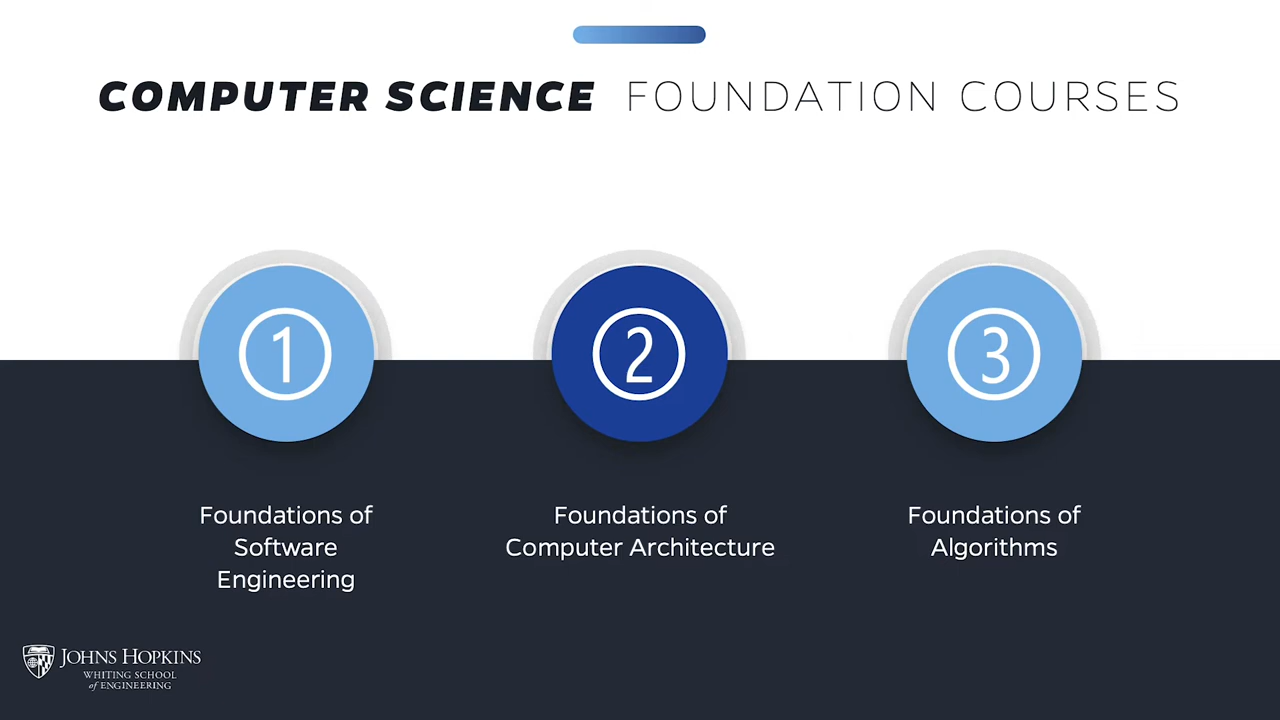 COMPUTER SCIENCE FOUNDATION COURSES
1
2
3
Foundations of
Software
Engineering
Foundations of
Computer Architecture
Foundations of
Algorithms
JOHNS HOPKINS
WHITING SCHOOL
of ENGINEERING